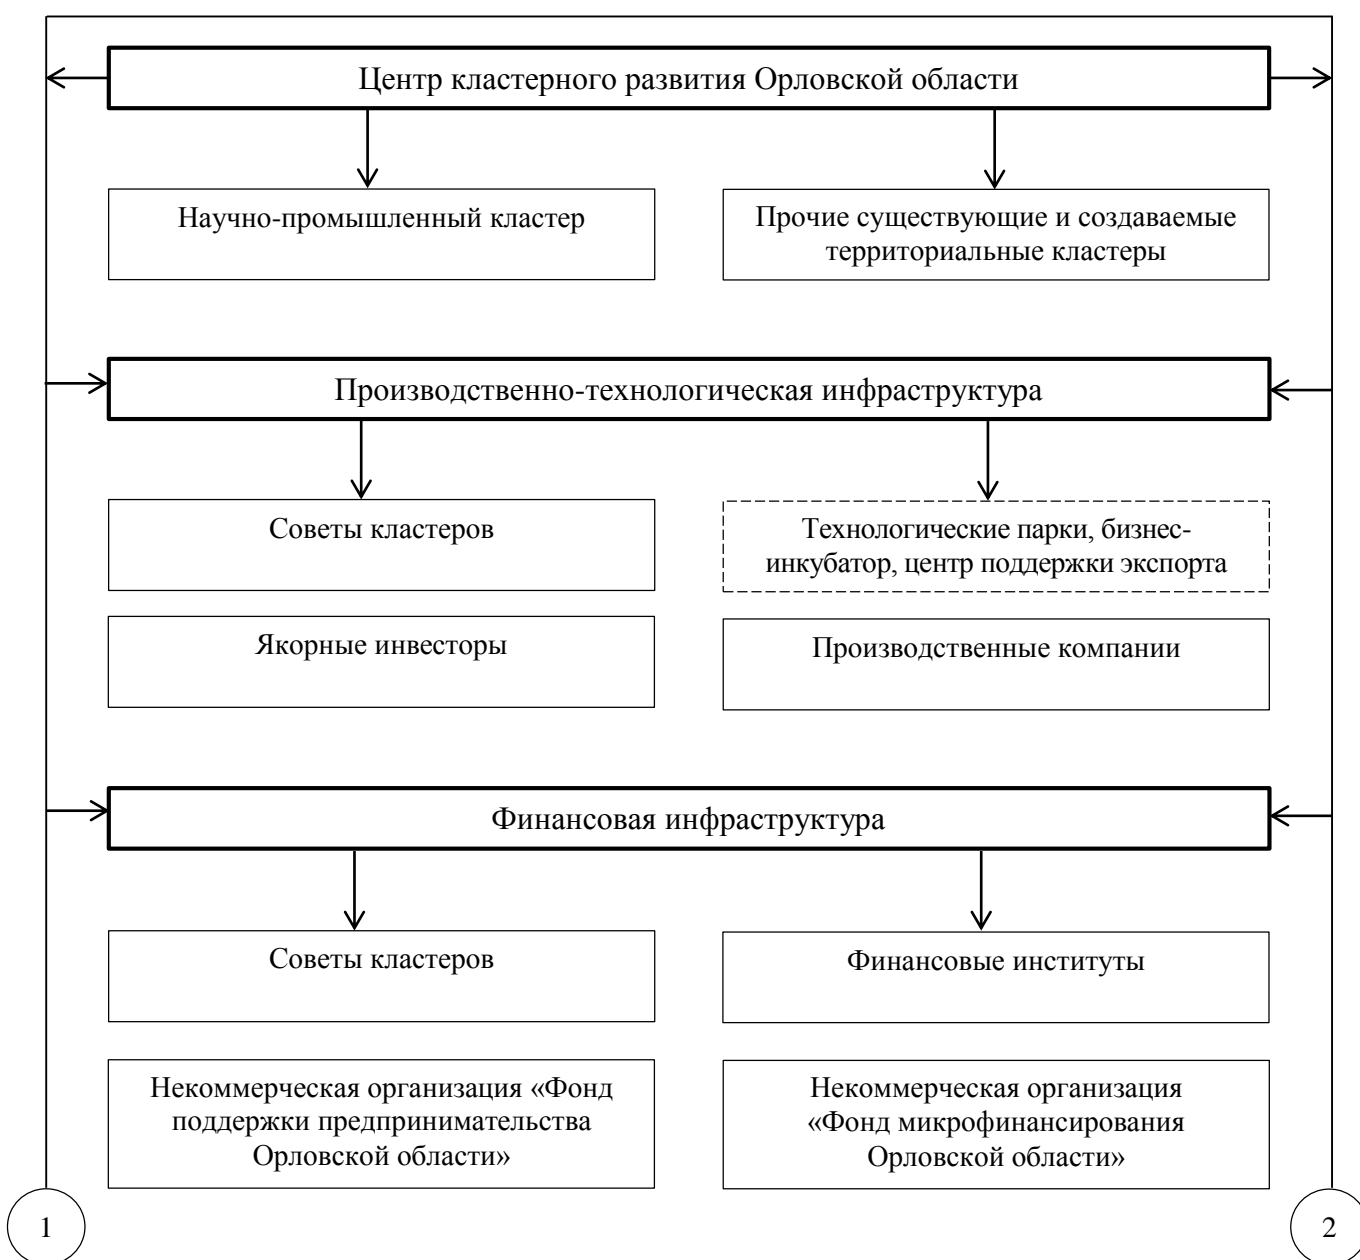 Центр кластерного развития Орловской области
Научно-промышленный кластер
Прочие существующие и создаваемые
территориальные кластеры
Производственно-технологическая инфраструктура
Советы кластеров
Технологические парки, бизнес-
инкубатор, центр поддержки экспорта
Якорные инвесторы
Производственные компании
Финансовая инфраструктура
Советы кластеров
Финансовые институты
Некоммерческая организация «Фонд
поддержки предпринимательства
Орловской области»
Некоммерческая организация
«Фонд микрофинансирования
Орловской области»
1
2